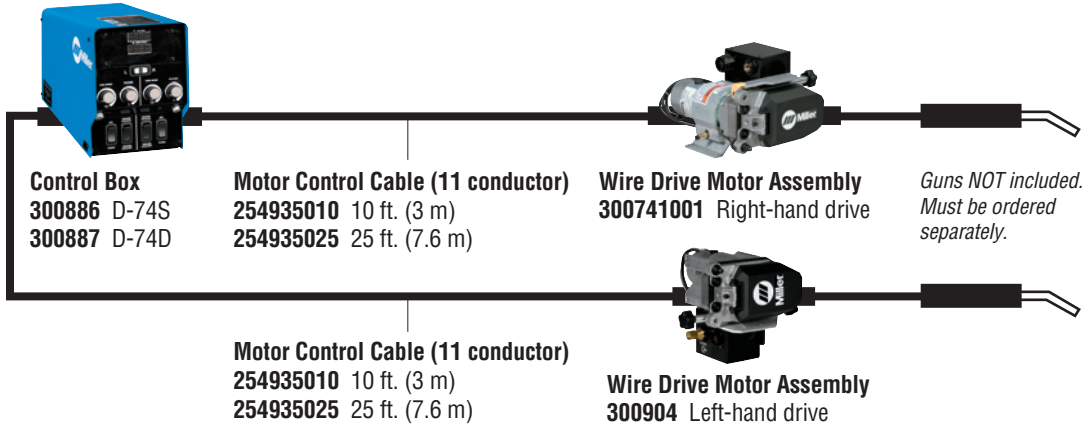 Miller
Miller
Control Box
300886 D-74S
300887 D-74D
Motor Control Cable (11 conductor)
254935010 10 ft. (3 m)
254935025 25 ft. (7.6 m)
Wire Drive Motor Assembly
300741001 Right-hand drive
Guns NOT included.
Must be ordered
separately.
Miller
Motor Control Cable (11 conductor)
254935010 10 ft. (3 m)
254935025 25 ft. (7.6 m)
Wire Drive Motor Assembly
300904 Left-hand drive